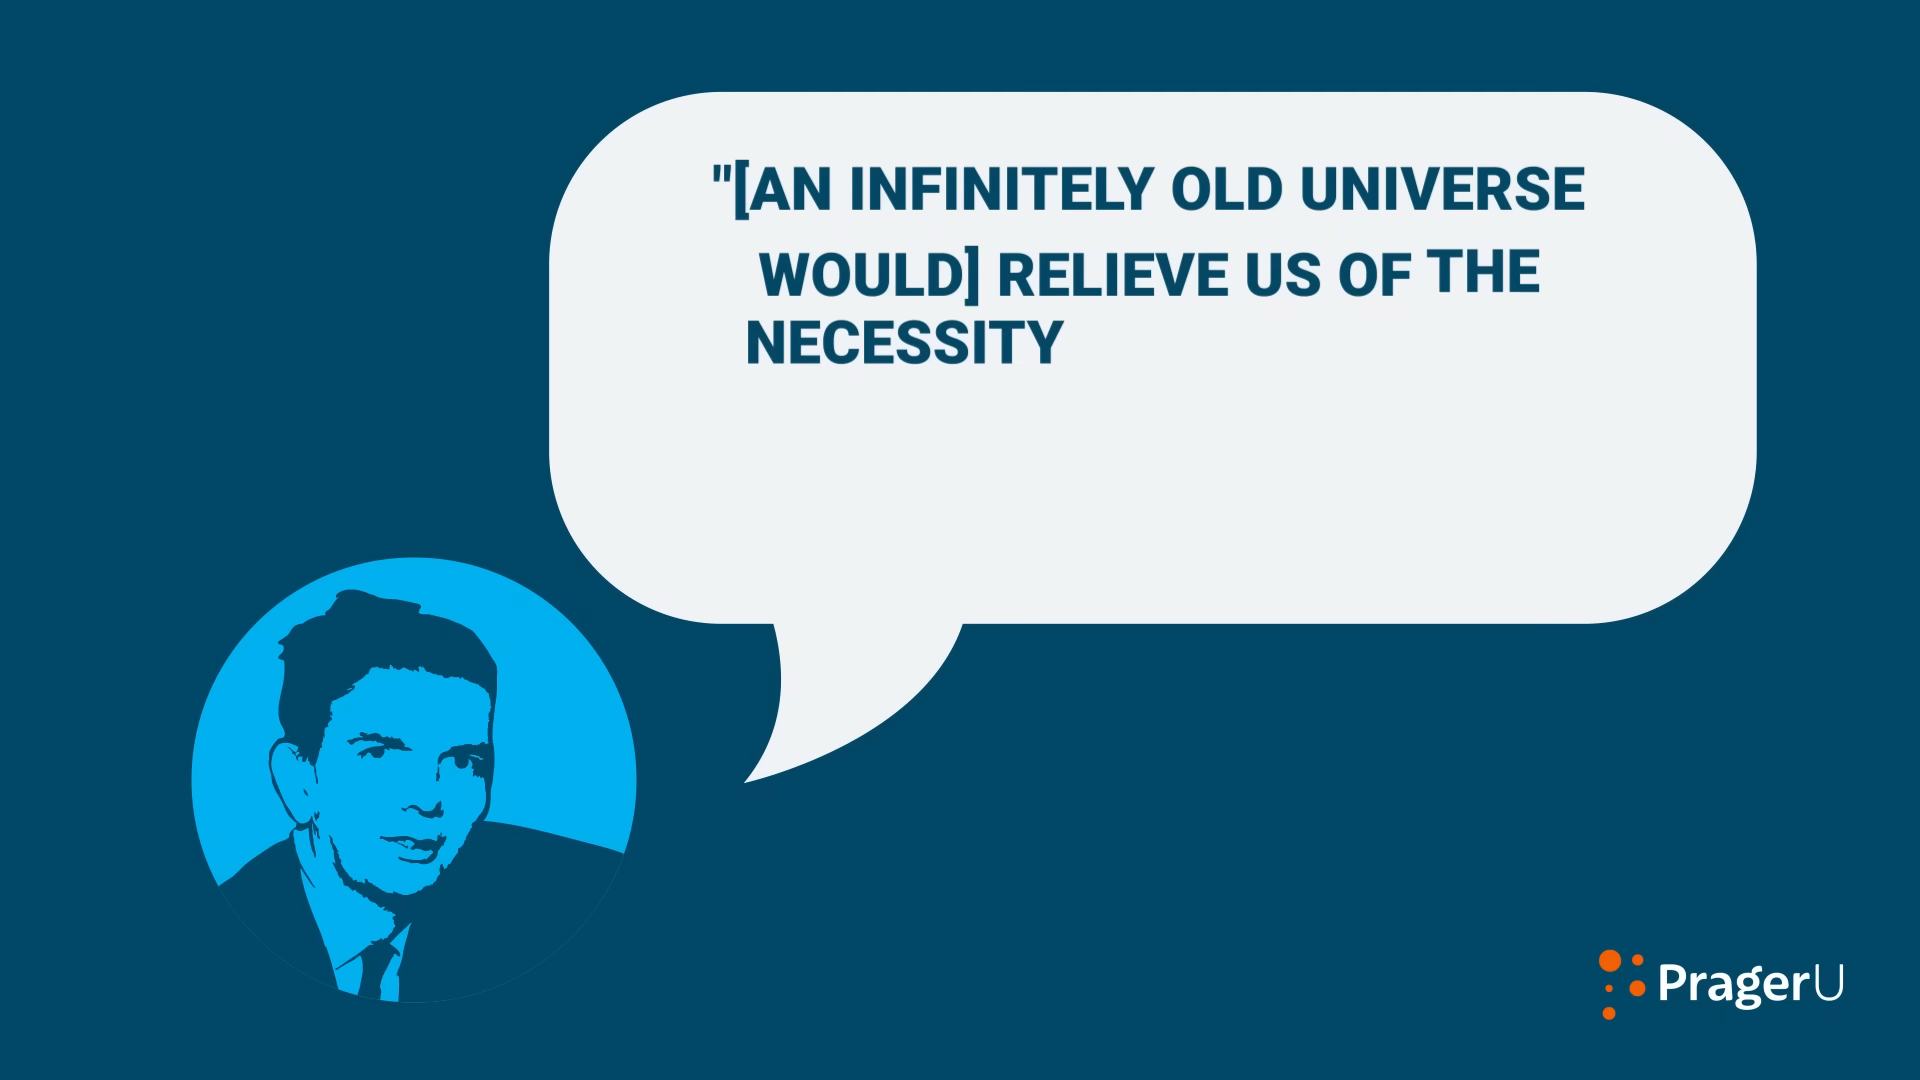 "[AN INFINITELY OLD UNIVERSE
WOULD] RELIEVE US OF THE
NECESSITY
PragerU